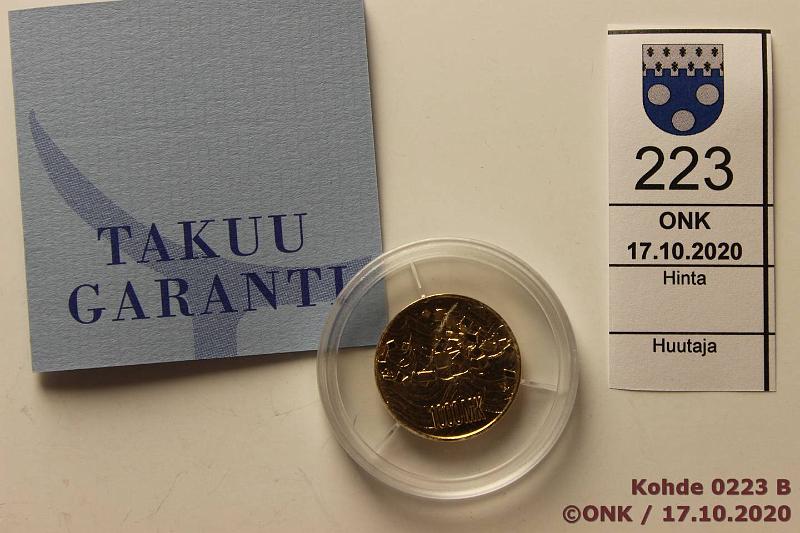 TAKUU
GARANTI
1000 MK
223
ONK
17.10.2020
Hinta
Huutaja
Kohde 0223 B
©ONK / 17.10.2020